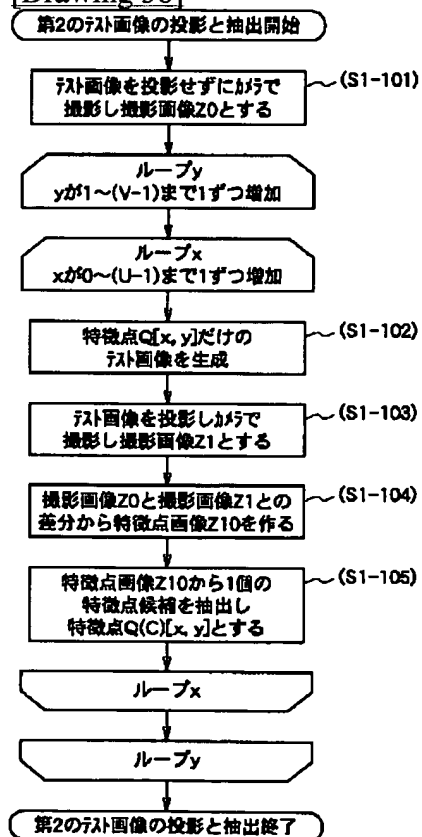 第2のテスト画像の投影と抽出開始
テスト画像を投影せずにカメラで
撮影し撮影画像Z0とする
(S1-101)
ループy
yが1~(V-1)まで1ずつ増加
ループx
xが0~(U-1)まで1ずつ増加
特徴点Q[x, y]だけの
テスト画像を生成
(S1-102)
テスト画像を投影しカメラで
撮影し撮影画像Z1とする
(S1-103)
撮影画像Z0と撮影画像Z1との
差分から特徴点画像Z10を作る
(S1-104)
特徴点画像Z10から1個の
特徴点候補を抽出し
特徴点Q(C)[x, y]とする
(S1-105)
ループx
ループy
第2のテスト画像の投影と抽出終了